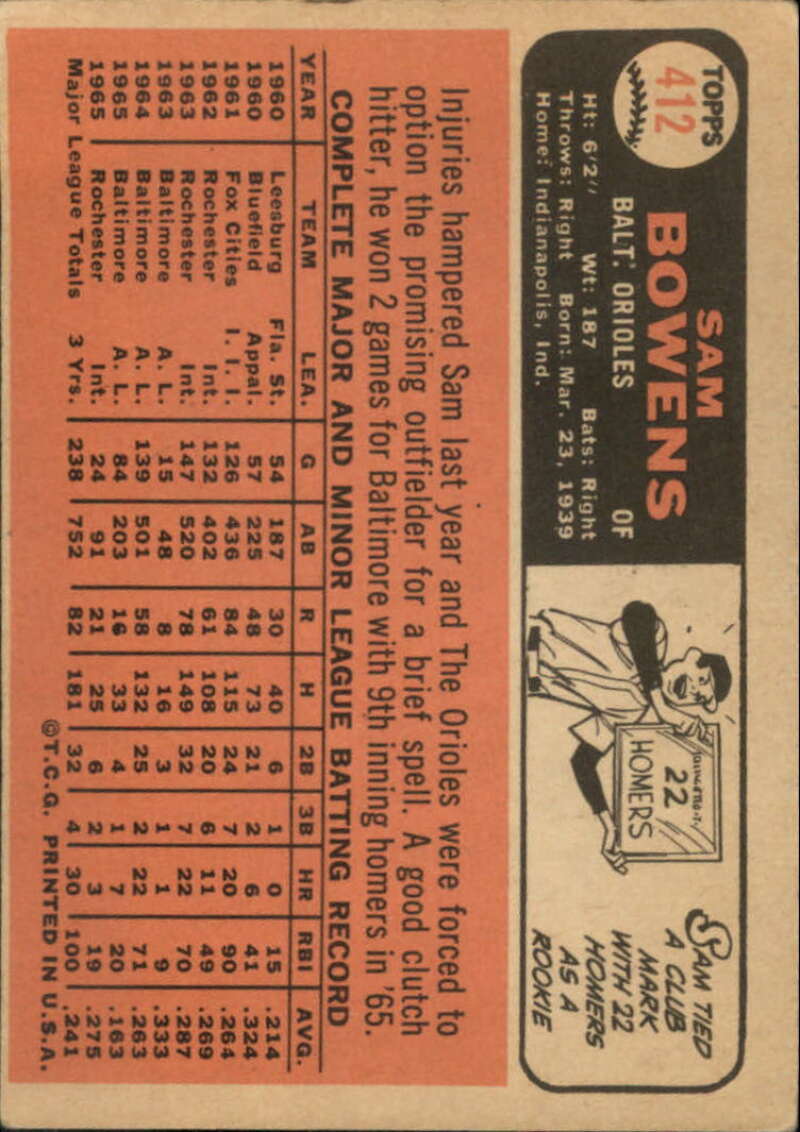 TOPPS
412
SAM
BOWENS
BALT. ORIOLES OF
Ht: 6'2" Wt: 187 Bats: Right
Throws: Right Born: Mar. 23, 1939
Home: Indianapolis, Ind.
22
HOMERS
SAM TIED
A CLUB
MARK
WITH 22
HOMERS
AS A
ROOKIE
Injuries hampered Sam last year and The Orioles were forced to
option the promising outfielder for a brief spell. A good clutch
hitter, he won 2 games for Baltimore with 9th inning homers in '65.
COMPLETE MAJOR AND MINOR LEAGUE BATTING RECORD
YEAR TEAM LEA. G AB R H 2B 3B HR RBI AVG.
1960 Leesburg Fla. St. 54 187 30 40 6 1 0 15 .214
1960 Bluefield Appal. 57 225 48 73 21 2 6 41 .324
1961 Fox Cities I. I. I. 126 436 84 115 24 7 20 90 .264
1962 Rochester Int. 132 402 61 108 20 6 11 49 .269
1963 Rochester Int. 147 520 78 149 32 7 22 70 .287
1963 Baltimore A. L. 15 48 8 16 3 1 1 9 .333
1964 Baltimore A. L. 139 501 58 132 25 2 22 71 .263
1965 Baltimore A. L. 84 203 16 33 4 1 7 20 .163
1965 Rochester Int. 24 91 21 25 6 2 3 19 .275
Major League Totals 3 Yrs. 238 752 82 181 32 4 30 100 .241
©T.C.G. PRINTED IN U.S.A.